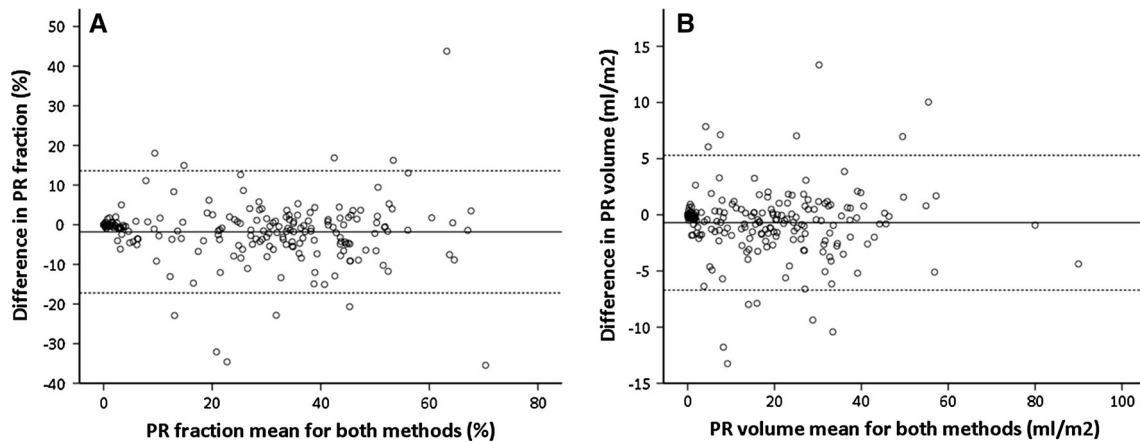 A
Difference in PR fraction (%)
50
40
30
20
10
0
-10
-20
-30
-40
0 20 40 60 80
PR fraction mean for both methods (%)
B
Difference in PR volume (ml/m2)
15
10
5
0
-5
-10
-15
0 20 40 60 80 100
PR volume mean for both methods (ml/m2)